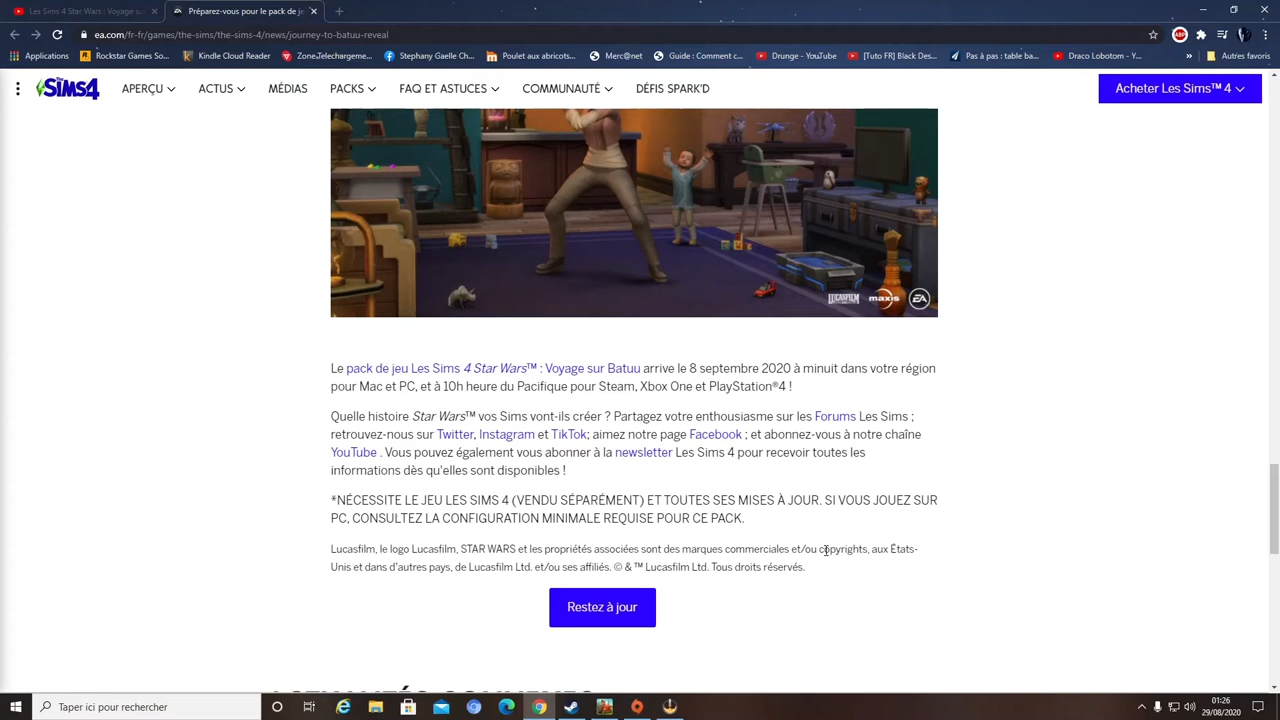 Les Sims 4 Star Wars : Voyage su
Préparez-vous pour le pack de je
ea.com/fr-fr/games/the-sims/the-sims-4/news/journey-to-batuu-reveal
ABP
Applications
Rockstar Games So...
Kindle Cloud Reader
Zone,Telechargeme...
Stephany Gaelle Ch...
Poulet aux abricots...
Merc@net
Guide : Comment c...
Drunge - YouTube
[Tuto FR] Black Des...
Pas à pas : table ba...
Draco Lobotom - Y...
»
Autres favoris
The SiMS4
APERÇU
ACTUS
MÉDIAS
PACKS
FAQ ET ASTUCES
COMMUNAUTÉ
DÉFIS SPARK'D
Acheter Les Sims™ 4
LUCASFILM maxis EA
Le pack de jeu Les Sims 4 Star Wars™ : Voyage sur Batuu arrive le 8 septembre 2020 à minuit dans votre région
pour Mac et PC, et à 10h heure du Pacifique pour Steam, Xbox One et PlayStation®4 !
Quelle histoire Star Wars™ vos Sims vont-ils créer ? Partagez votre enthousiasme sur les Forums Les Sims ;
retrouvez-nous sur Twitter, Instagram et TikTok; aimez notre page Facebook ; et abonnez-vous à notre chaîne
YouTube . Vous pouvez également vous abonner à la newsletter Les Sims 4 pour recevoir toutes les
informations dès qu'elles sont disponibles !
*NÉCESSITE LE JEU LES SIMS 4 (VENDU SÉPARÉMENT) ET TOUTES SES MISES À JOUR. SI VOUS JOUEZ SUR
PC, CONSULTEZ LA CONFIGURATION MINIMALE REQUISE POUR CE PACK.
Lucasfilm, le logo Lucasfilm, STAR WARS et les propriétés associées sont des marques commerciales et/ou copyrights, aux États-
Unis et dans d'autres pays, de Lucasfilm Ltd. et/ou ses affiliés. © & ™ Lucasfilm Ltd. Tous droits réservés.
Restez à jour
Taper ici pour rechercher
01:26
29/08/2020